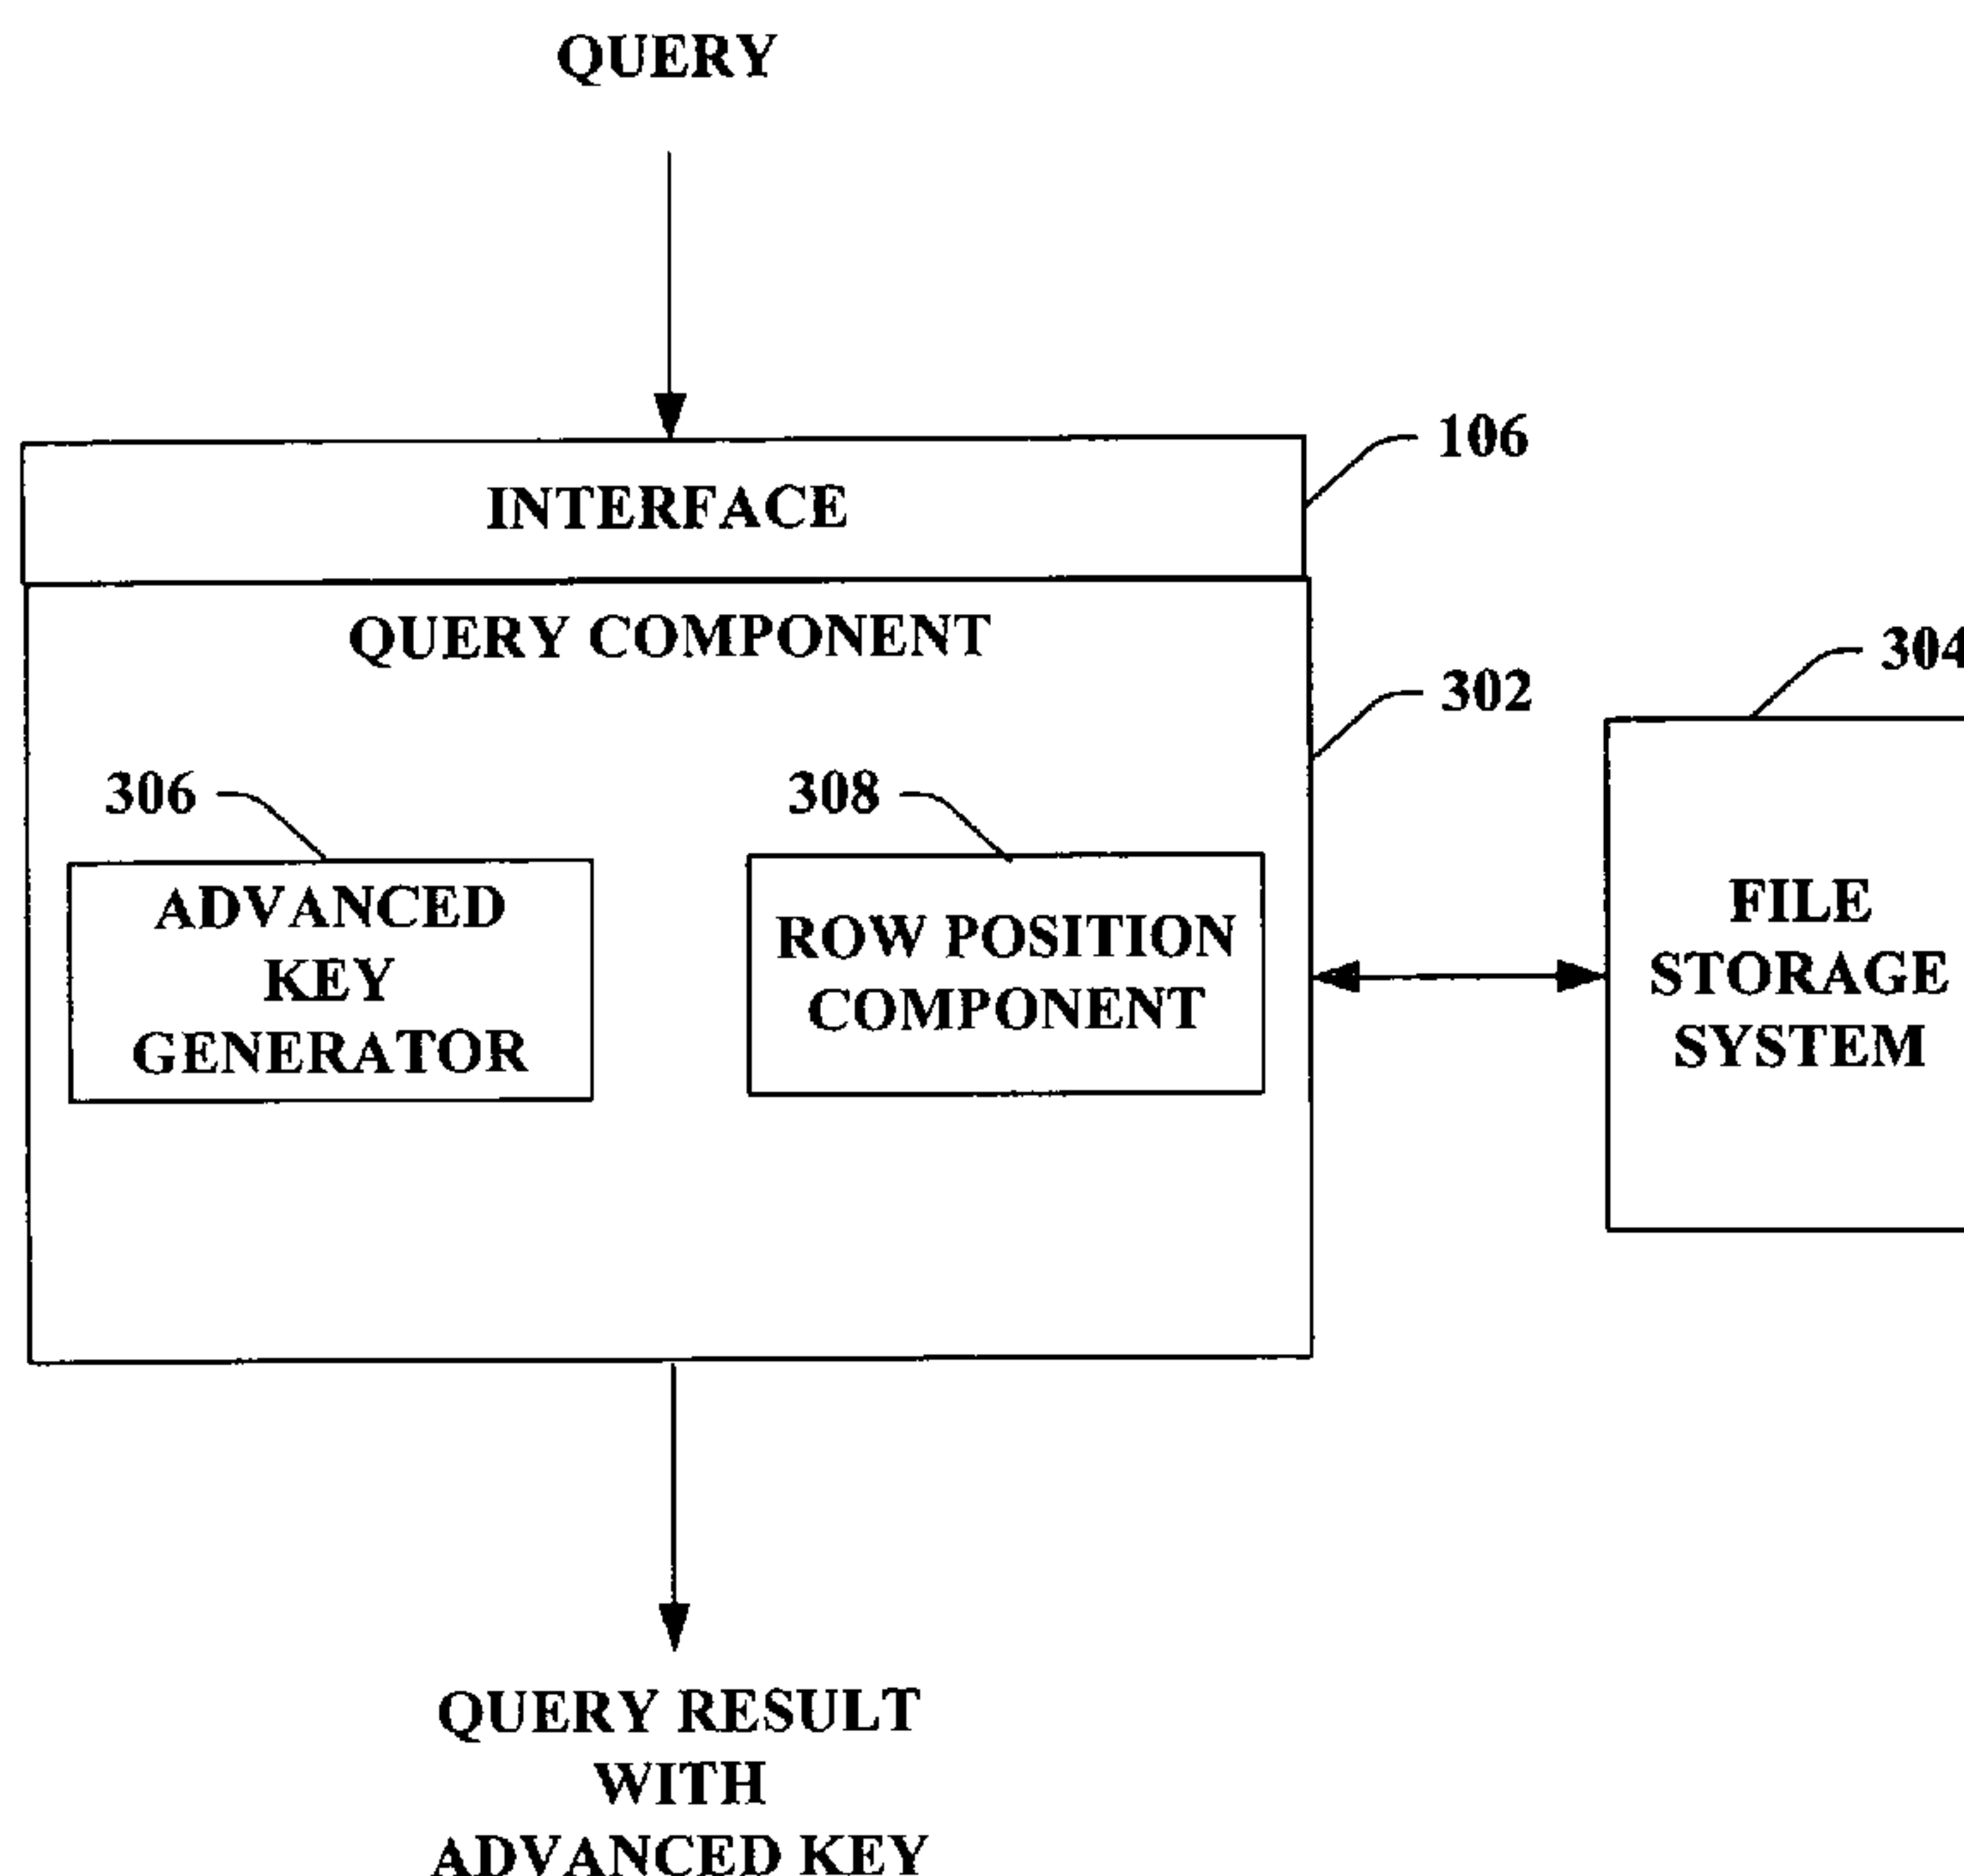 QUERY
106
INTERFACE
QUERY COMPONENT
304
302
306
308
ADVANCED
KEY
GENERATOR
ROW POSITION
COMPONENT
FILE
STORAGE
SYSTEM
QUERY RESULT
WITH
ADVANCED KEY